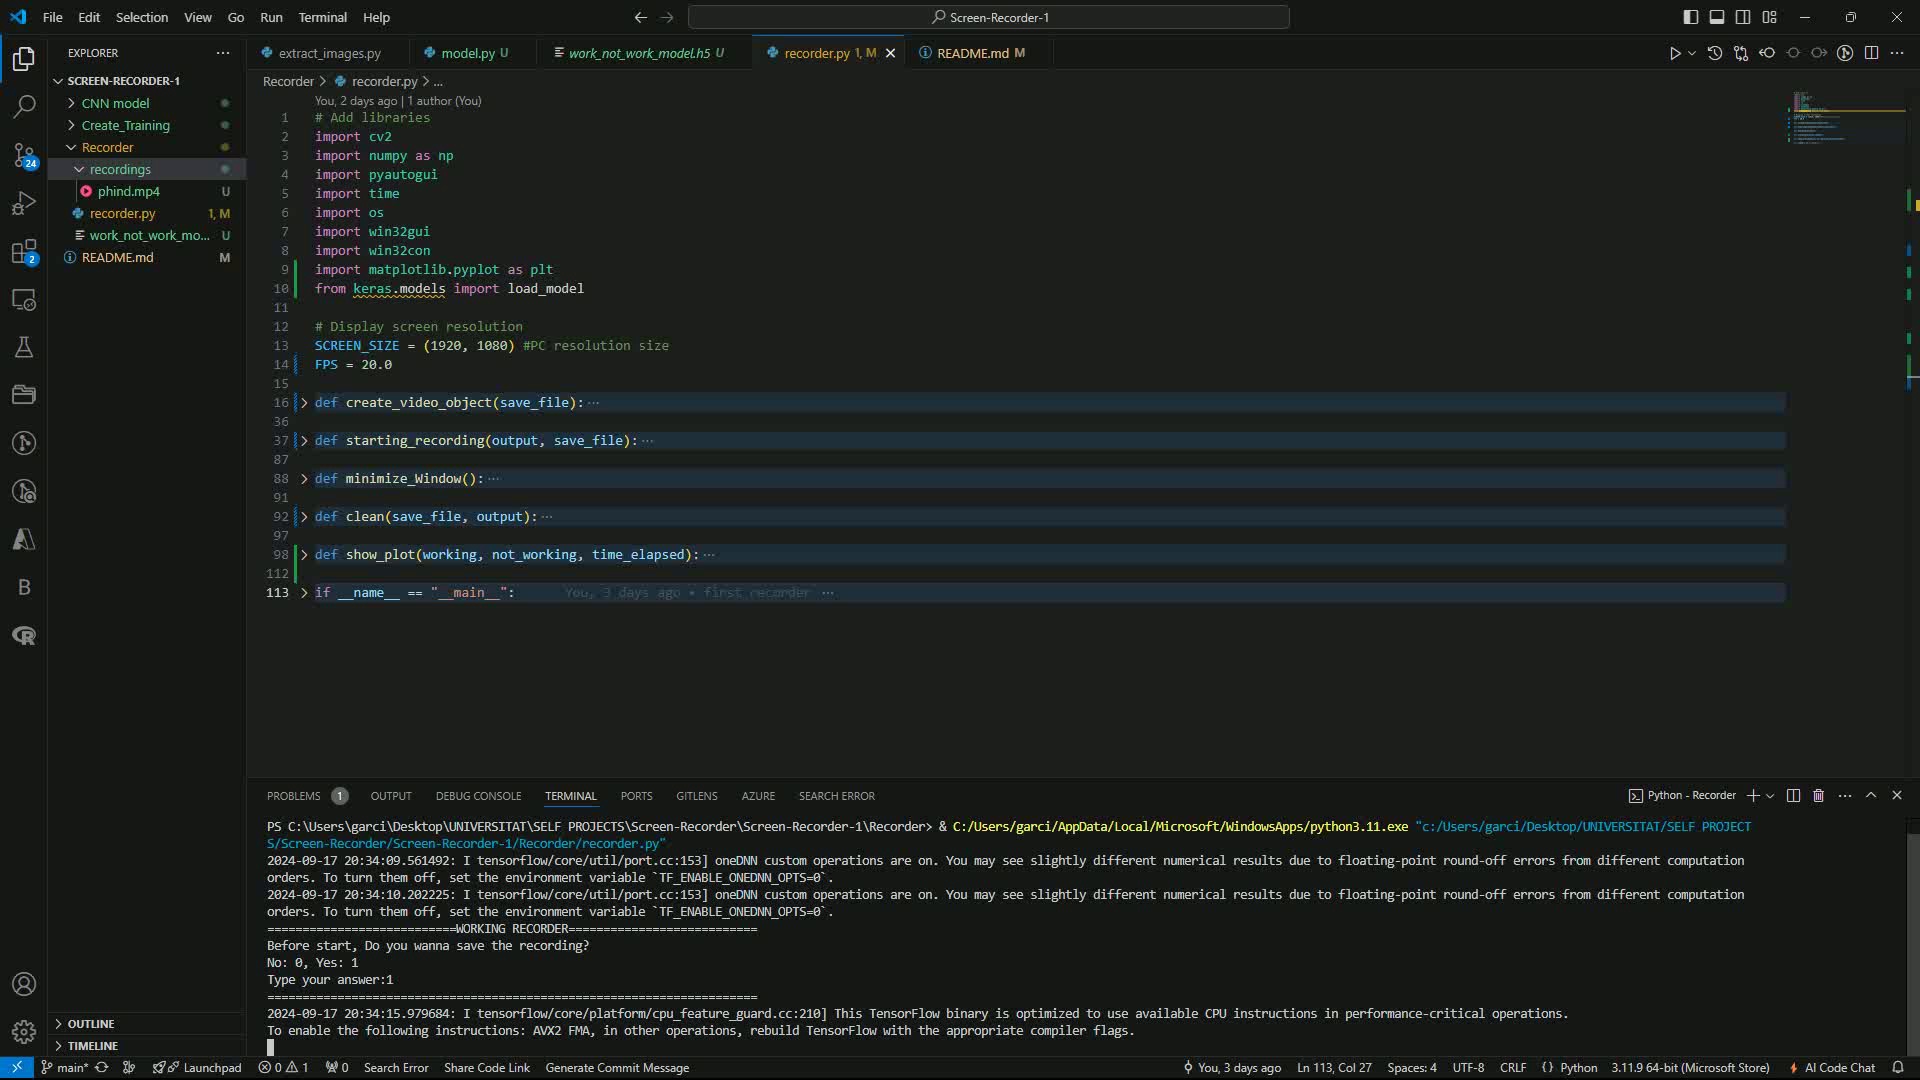 File Edit Selection View Go Run Terminal Help
Screen-Recorder-1
EXPLORER
SCREEN-RECORDER-1
CNN model
Create_Training
Recorder
recordings
phind.mp4 U
recorder.py 1, M
work_not_work_mo... U
README.md M
OUTLINE
TIMELINE
24
2
extract_images.py
model.py U
work_not_work_model.h5 U
recorder.py 1, M
README.md M
Recorder > recorder.py > ...
You, 2 days ago | 1 author (You)
1 # Add libraries
2 import cv2
3 import numpy as np
4 import pyautogui
5 import time
6 import os
7 import win32gui
8 import win32con
9 import matplotlib.pyplot as plt
10 from keras.models import load_model
11
12 # Display screen resolution
13 SCREEN_SIZE = (1920, 1080) #PC resolution size
14 FPS = 20.0
15
16 def create_video_object(save_file): ...
36
37 def starting_recording(output, save_file): ...
87
88 def minimize_Window(): ...
91
92 def clean(save_file, output): ...
97
98 def show_plot(working, not_working, time_elapsed): ...
112
113 if __name__ == "__main__": You, 3 days ago • first recorder ...
PROBLEMS 1 OUTPUT DEBUG CONSOLE TERMINAL PORTS GITLENS AZURE SEARCH ERROR
Python - Recorder
PS C:\Users\garci\Desktop\UNIVERSITAT\SELF PROJECTS\Screen-Recorder\Screen-Recorder-1\Recorder> & C:/Users/garci/AppData/Local/Microsoft/WindowsApps/python3.11.exe "c:/Users/garci/Desktop/UNIVERSITAT/SELF PROJECT
S/Screen-Recorder/Screen-Recorder-1/Recorder/recorder.py"
2024-09-17 20:34:09.561492: I tensorflow/core/util/port.cc:153] oneDNN custom operations are on. You may see slightly different numerical results due to floating-point round-off errors from different computation
orders. To turn them off, set the environment variable `TF_ENABLE_ONEDNN_OPTS=0`.
2024-09-17 20:34:10.202225: I tensorflow/core/util/port.cc:153] oneDNN custom operations are on. You may see slightly different numerical results due to floating-point round-off errors from different computation
orders. To turn them off, set the environment variable `TF_ENABLE_ONEDNN_OPTS=0`.
===========================WORKING RECORDER===========================
Before start, Do you wanna save the recording?
No: 0, Yes: 1
Type your answer:1
======================================================================
2024-09-17 20:34:15.979684: I tensorflow/core/platform/cpu_feature_guard.cc:210] This TensorFlow binary is optimized to use available CPU instructions in performance-critical operations.
To enable the following instructions: AVX2 FMA, in other operations, rebuild TensorFlow with the appropriate compiler flags.
main* Launchpad 0 1 0 Search Error Share Code Link Generate Commit Message You, 3 days ago Ln 113, Col 27 Spaces: 4 UTF-8 CRLF {} Python 3.11.9 64-bit (Microsoft Store) AI Code Chat